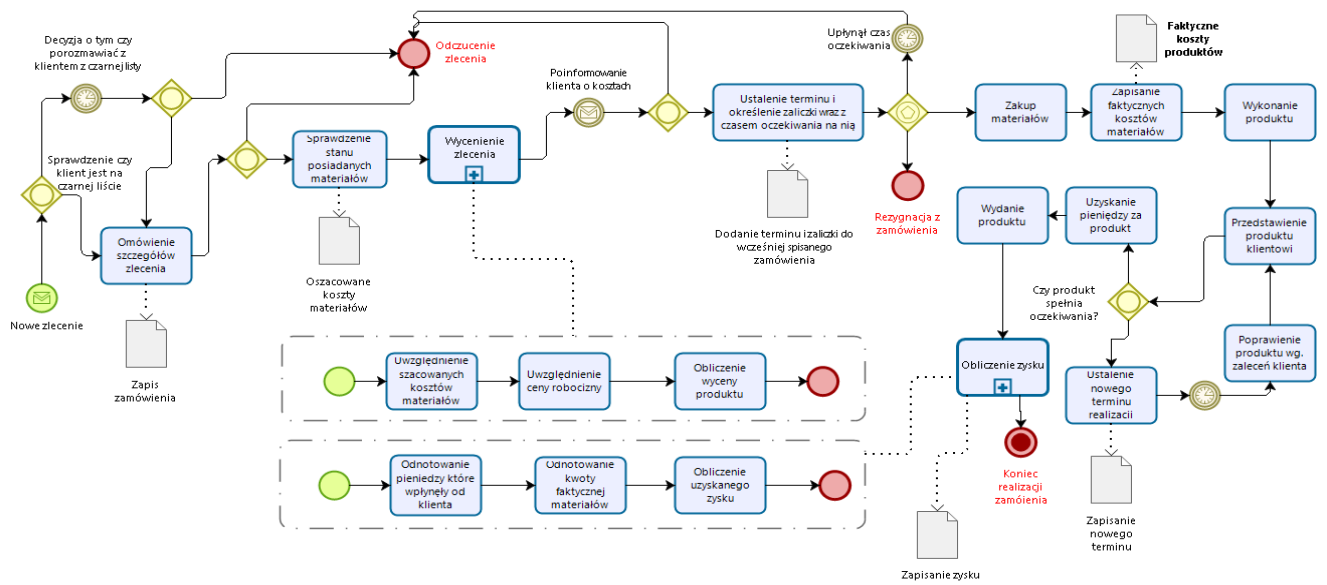 Decyzja o tym czy
porozmawiać z
klientem z czarnej listy
Sprawdzenie czy
klient jest na
czarnej liście
Nowe zlecenie
Omówienie
szczegółów
zlecenia
Zapis
zamówienia
Odczucenie
zlecenia
Sprawdzenie
stanu
posiadanych
materiałów
Oszacowane
koszty
materiałów
Wycenienie
zlecenia
Poinformowanie
klienta o kosztach
Ustalenie terminu i
określenie zaliczki wraz z
czasem oczekiwania na nią
Dodanie terminu i zaliczki do
wcześniej spisanego
zamówienia
Upłynął czas
oczekiwania
Rezygnacja z
zamówienia
Zakup
materiałów
Faktyczne
koszty
produktów
Zapisanie
faktycznych
kosztów
materiałów
Wykonanie
produktu
Przedstawienie
produktu
klientowi
Czy produkt
spełnia
oczekiwania?
Uzyskanie
pieniędzy za
produkt
Wydanie
produktu
Ustalenie
nowego
terminu
realizacji
Zapisanie
nowego
terminu
Poprawienie
produktu wg.
zaleceń klienta
Obliczenie zysku
Koniec
realizacji
zamóienia
Zapisanie zysku
Uwzględnienie
szacowanych
kosztów
materiałów
Uwzględnienie
ceny robocizny
Obliczenie
wyceny
produktu
Odnotowanie
pieniedzy które
wpłynęły od
klienta
Odnotowanie
kwoty
faktycznej
materiałów
Obliczenie
uzyskanego
zysku